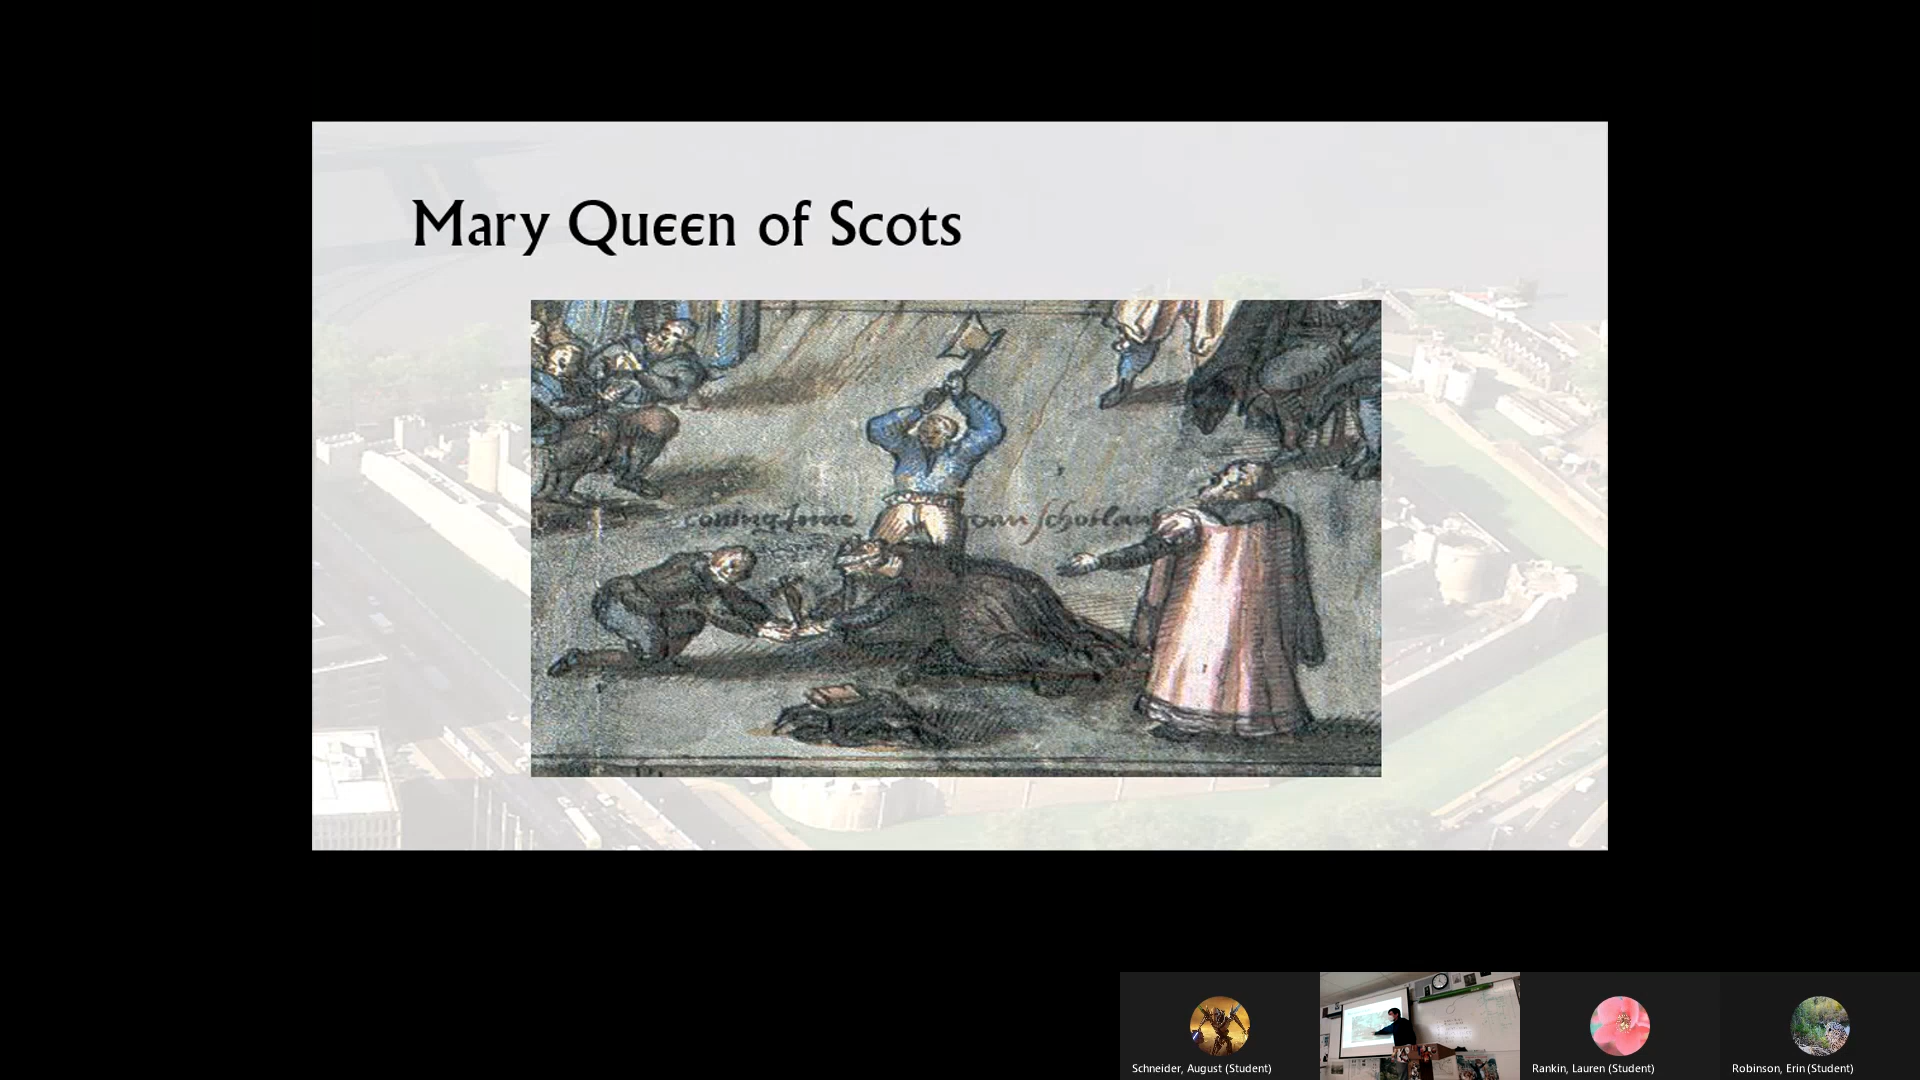 Mary Queen of Scots
Schneider, August (Student)
Rankin, Lauren (Student)
Robinson, Erin (Student)